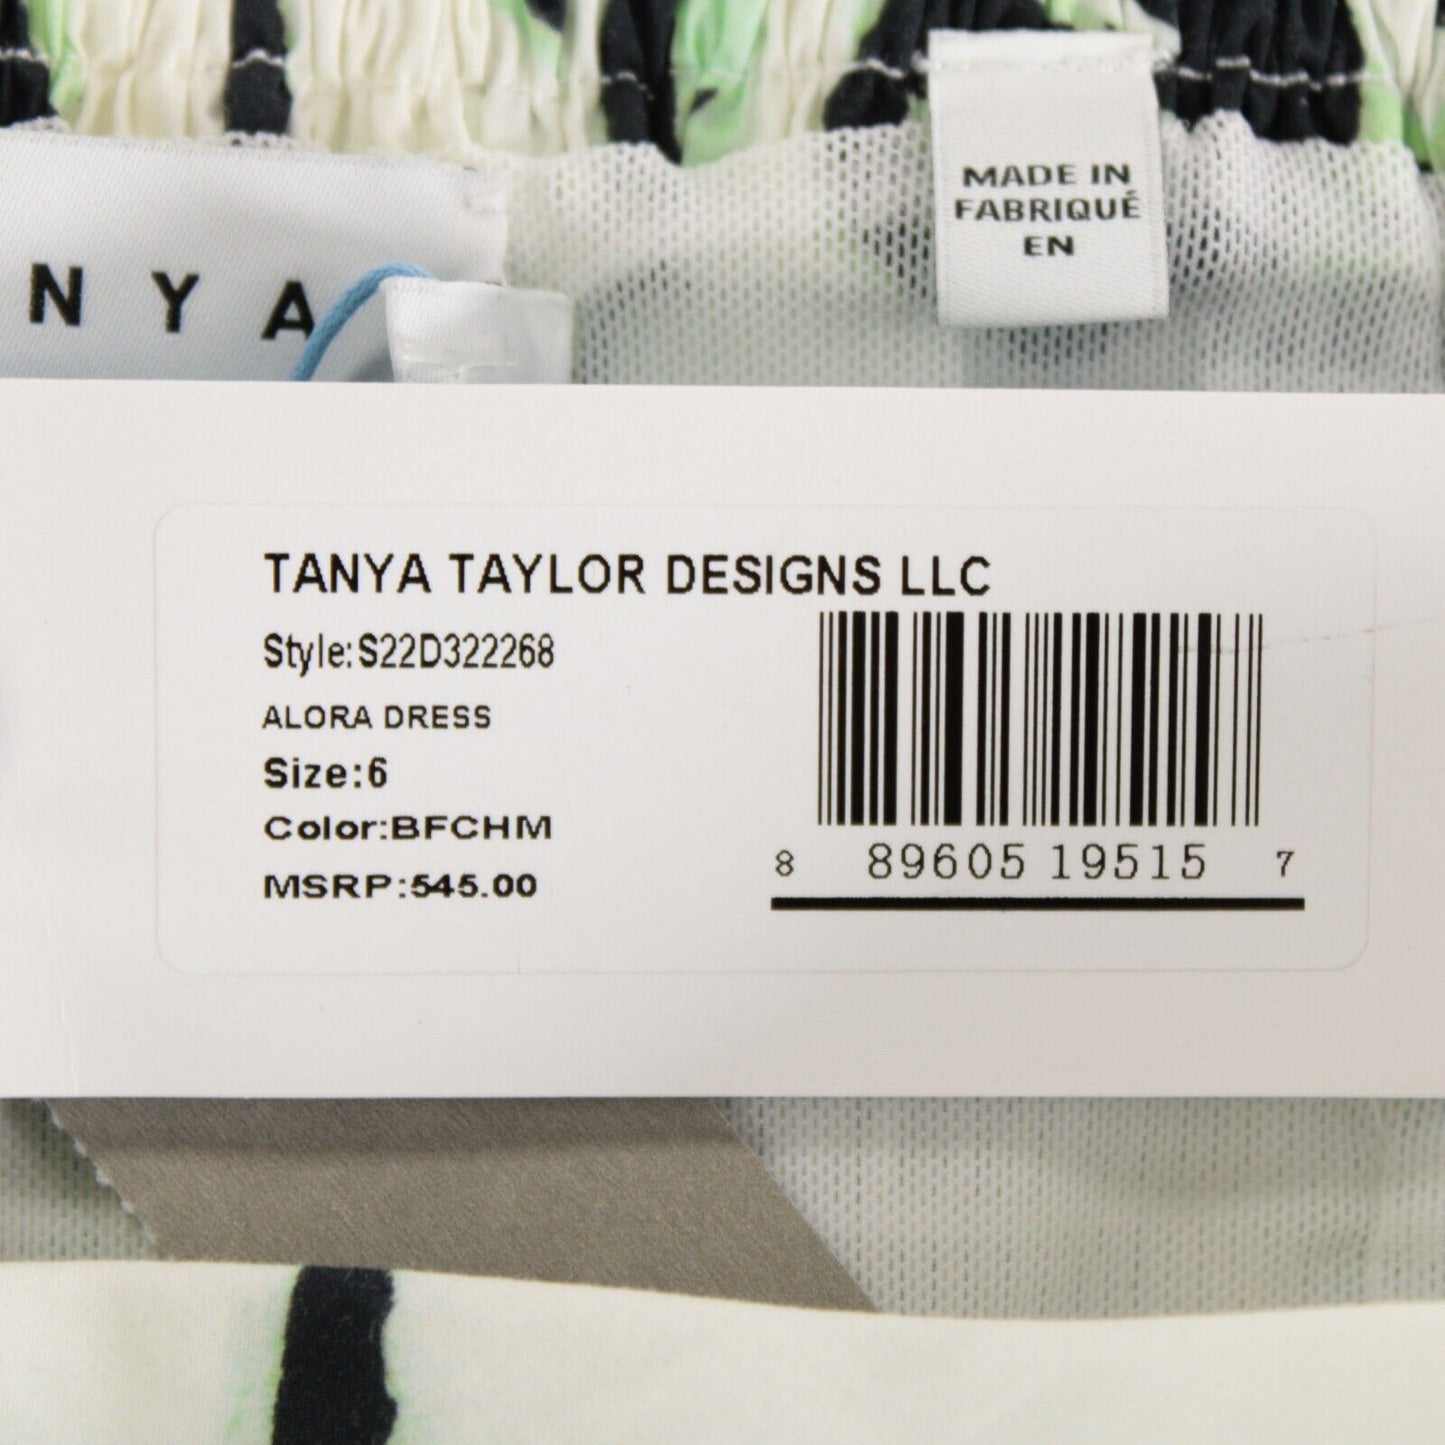 MADE IN
FABRIQUÉ
EN
NYA
TANYA TAYLOR DESIGNS LLC
Style:S22D322268
ALORA DRESS
Size:6
Color:BFCHM
MSRP:545.00
8 89605 19515 7